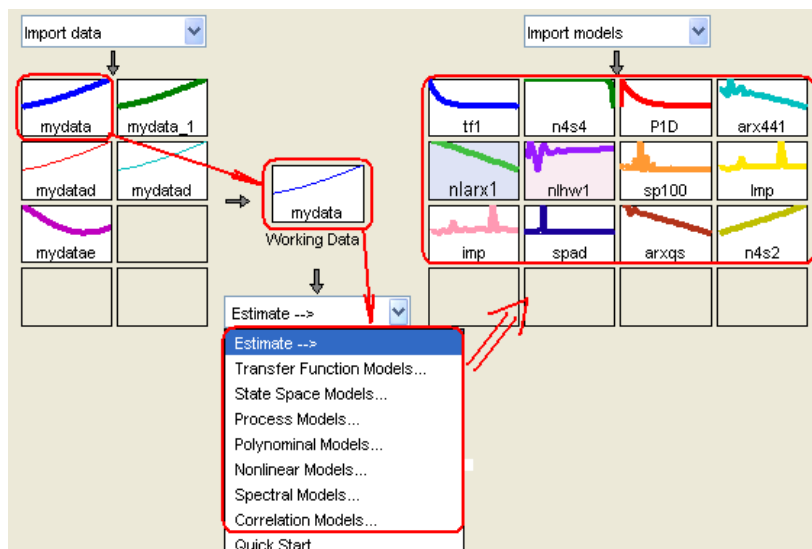 Import data
Import models
mydata
mydata_1
mydatad
mydatad
mydatae
mydata
Working Data
tf1
n4s4
P1D
arx441
nlarx1
nlhw1
sp100
Imp
imp
spad
arxqs
n4s2
Estimate -->
Estimate -->
Transfer Function Models...
State Space Models...
Process Models...
Polynominal Models...
Nonlinear Models...
Spectral Models...
Correlation Models...
Quick Start